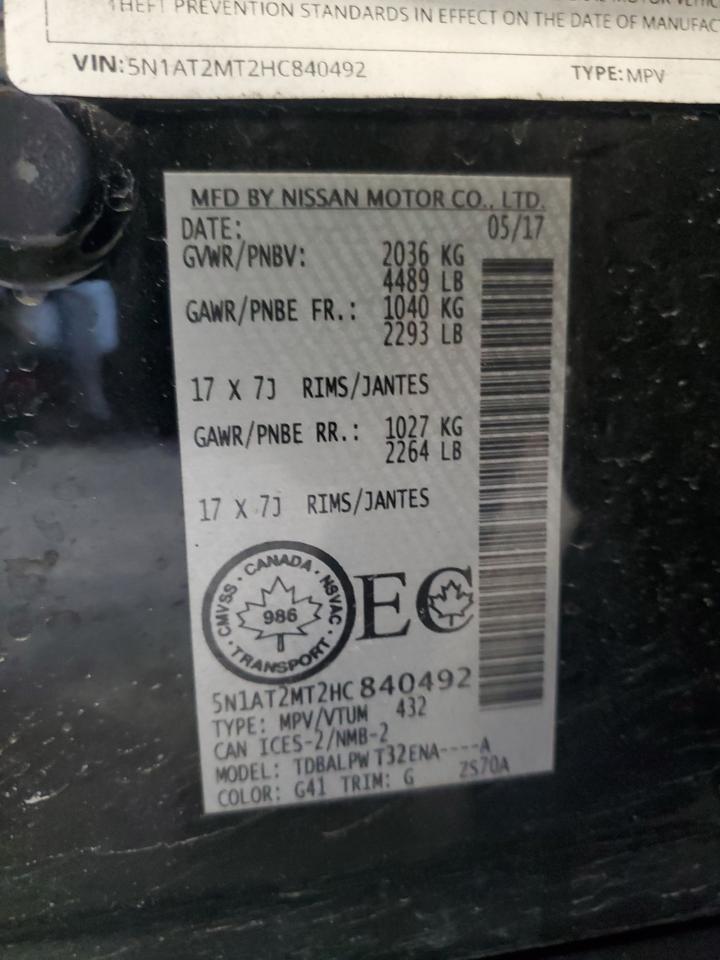 THEFT PREVENTION STANDARDS IN EFFECT ON THE DATE OF
VIN:5N1AT2MT2HC840492 TYPE:MPV
MFD BY NISSAN MOTOR CO., LTD.
DATE: 05/17
GVWR/PNBV: 2036 KG
4489 LB
GAWR/PNBE FR.: 1040 KG
2293 LB
17 X 7J RIMS/JANTES
GAWR/PNBE RR.: 1027 KG
2264 LB
17 X 7J RIMS/JANTES
CANADA · NSVAC · TRANSPORT · CMVSS ·
986
EC
5N1AT2MT2HC840492
TYPE: MPV/VTUM 432
CAN ICES-2/NMB-2
MODEL: TDBALPW T32ENA----A
COLOR: G41 TRIM: G ZS70A